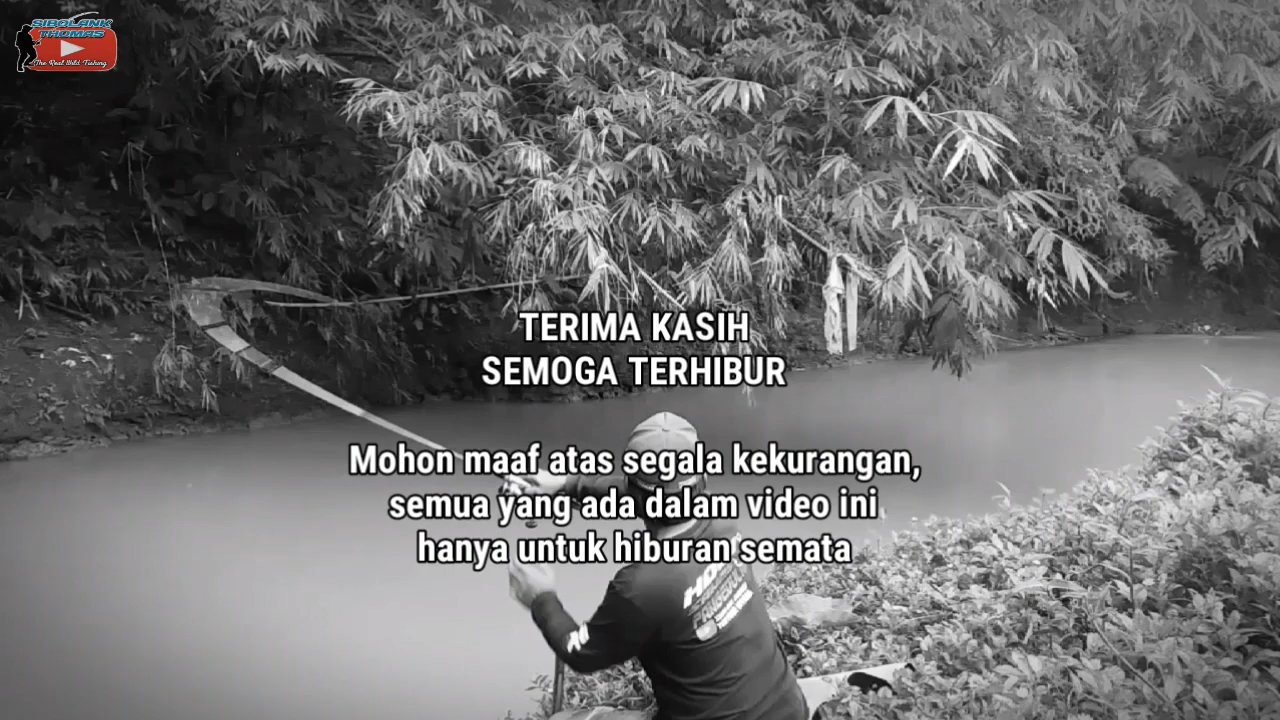 SIBOLANK
THOMAS
The Real Wild Fishing
TERIMA KASIH
SEMOGA TERHIBUR
Mohon maaf atas segala kekurangan,
semua yang ada dalam video ini
hanya untuk hiburan semata